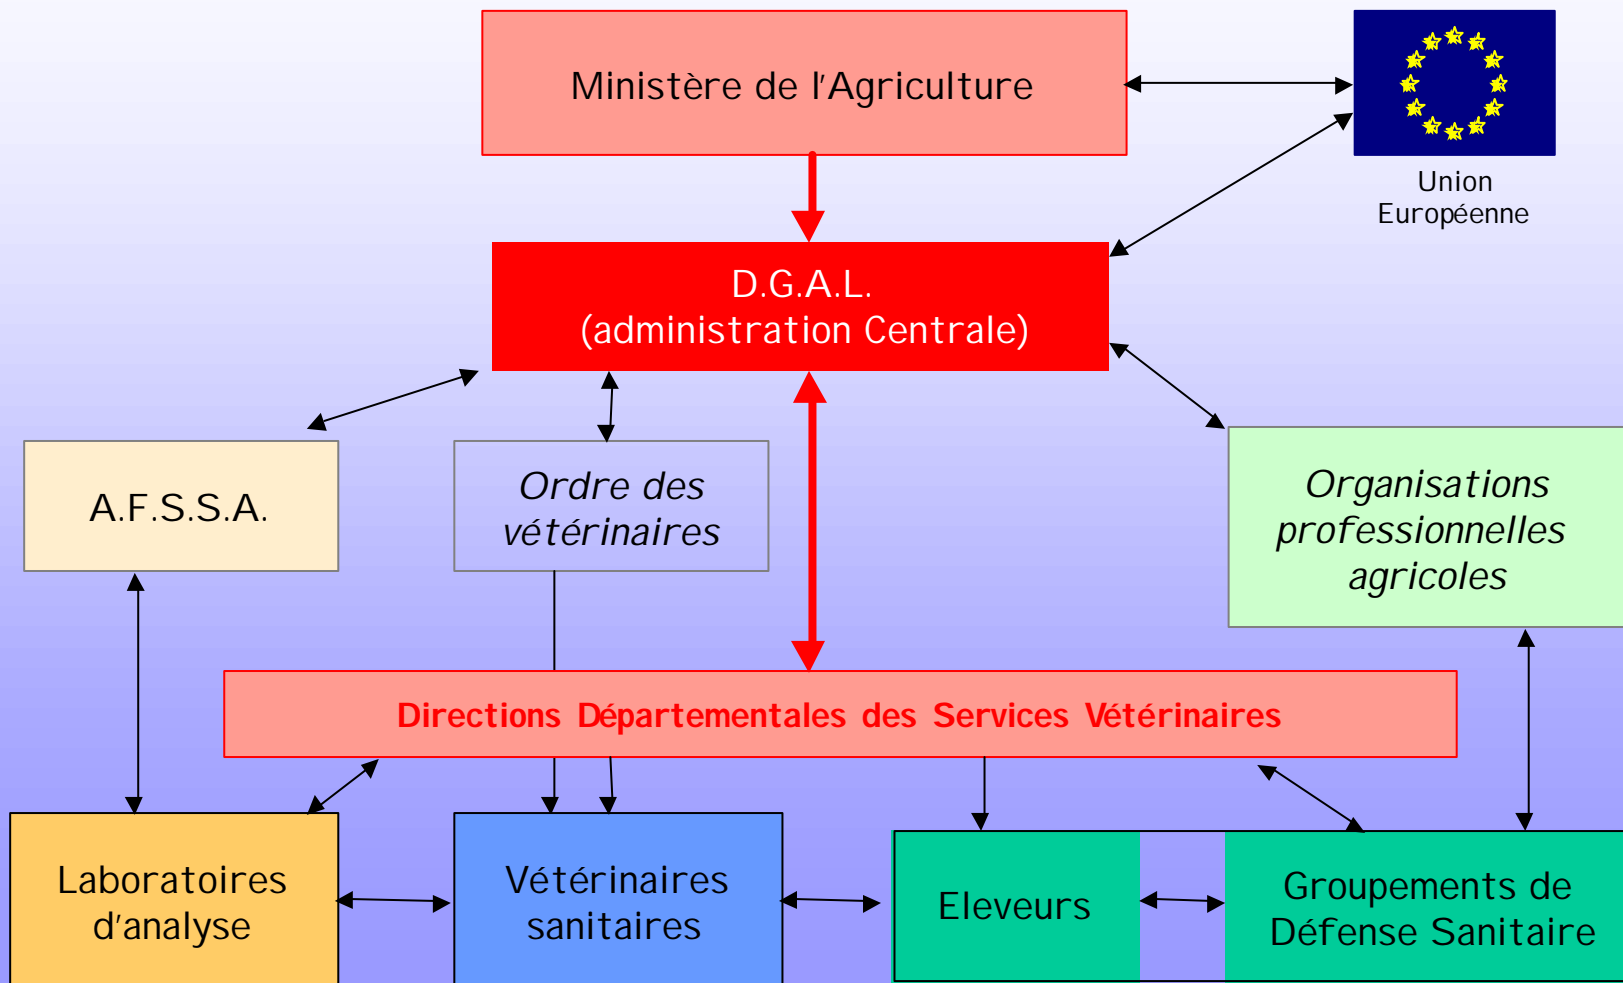 Ministère de l'Agriculture
Union
Européenne
D.G.A.L.
(administration Centrale)
A.F.S.S.A.
Ordre des
vétérinaires
Organisations
professionnelles
agricoles
Directions Départementales des Services Vétérinaires
Laboratoires
d'analyse
Vétérinaires
sanitaires
Eleveurs
Groupements de
Défense Sanitaire